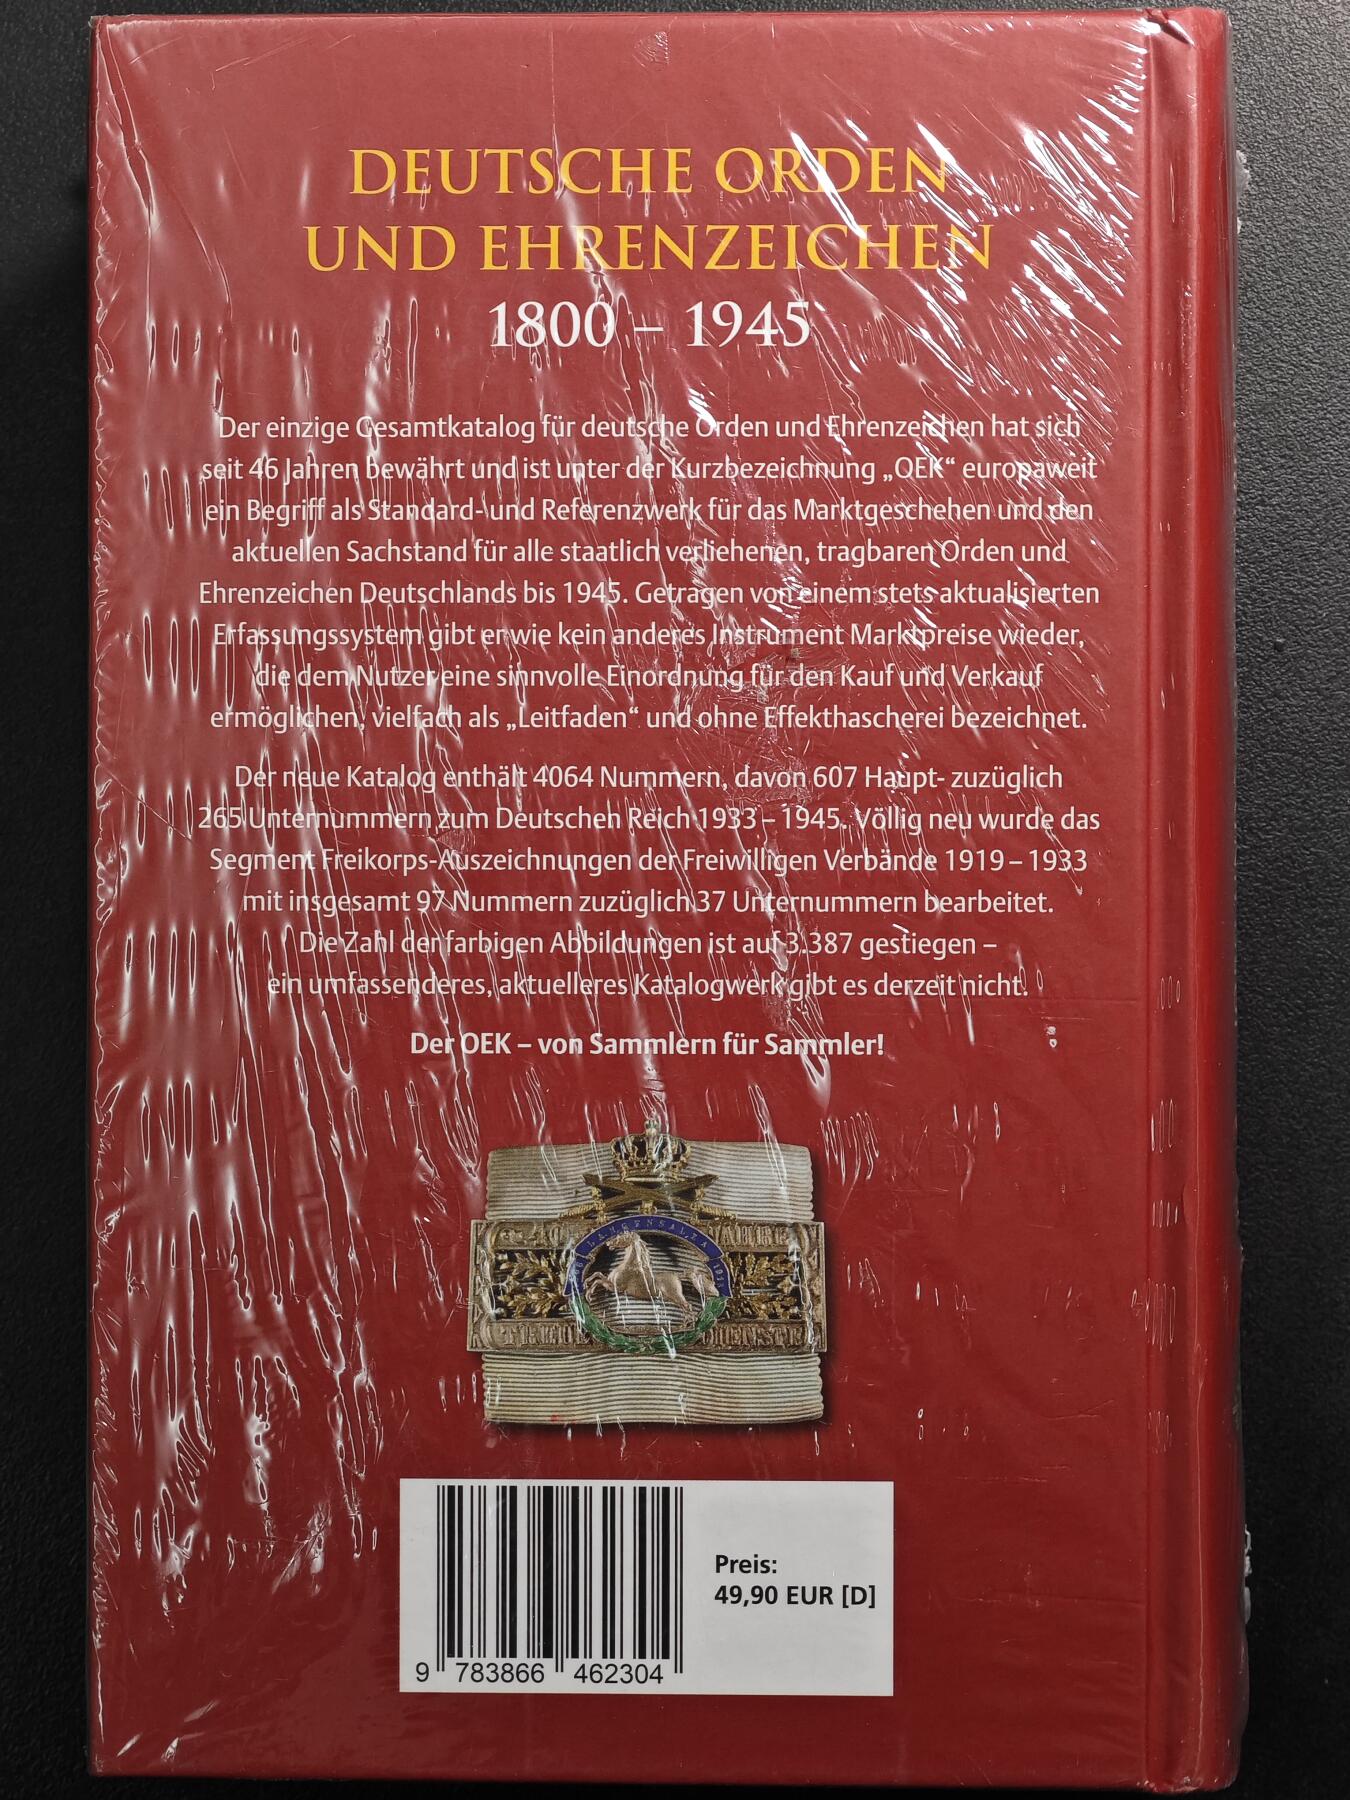 DEUTSCHE ORDEN
UND EHRENZEICHEN
1800 – 1945
Der einzige Gesamtkatalog für deutsche Orden und Ehrenzeichen hat sich
seit 46 Jahren bewährt und ist unter der Kurzbezeichnung „OEK“ europaweit
ein Begriff als Standard- und Referenzwerk für das Marktgeschehen und den
aktuellen Sachstand für alle staatlich verliehenen, tragbaren Orden und
Ehrenzeichen Deutschlands bis 1945. Getragen von einem stets aktualisierten
Erfassungssystem gibt er wie kein anderes Instrument Marktpreise wieder,
die dem Nutzer eine sinnvolle Einordnung für den Kauf und Verkauf
ermöglichen, vielfach als „Leitfaden“ und ohne Effekthascherei bezeichnet.
Der neue Katalog enthält 4064 Nummern, davon 607 Haupt- zuzüglich
265 Unternummern zum Deutschen Reich 1933 – 1945. Völlig neu wurde das
Segment Freikorps-Auszeichnungen der Freiwilligen Verbände 1919 – 1933
mit insgesamt 97 Nummern zuzüglich 37 Unternummern bearbeitet.
Die Zahl der farbigen Abbildungen ist auf 3.387 gestiegen –
ein umfassenderes, aktuelleres Katalogwerk gibt es derzeit nicht.
Der OEK – von Sammlern für Sammler!
LANGENSALZA
Preis:
49,90 EUR [D]
9 783866 462304